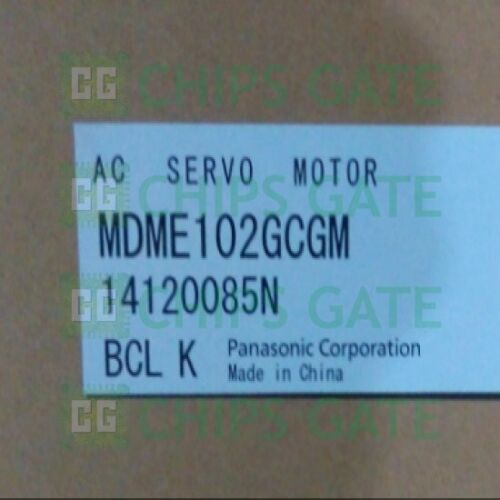 CG CHIPS GATE
AC SERVO MOTOR
CG CHIPS GATE
MDME102GCGM
14120085N
CG CHIPS GATE
BCL K Panasonic Corporation
Made in China
CG CHIPS GATE